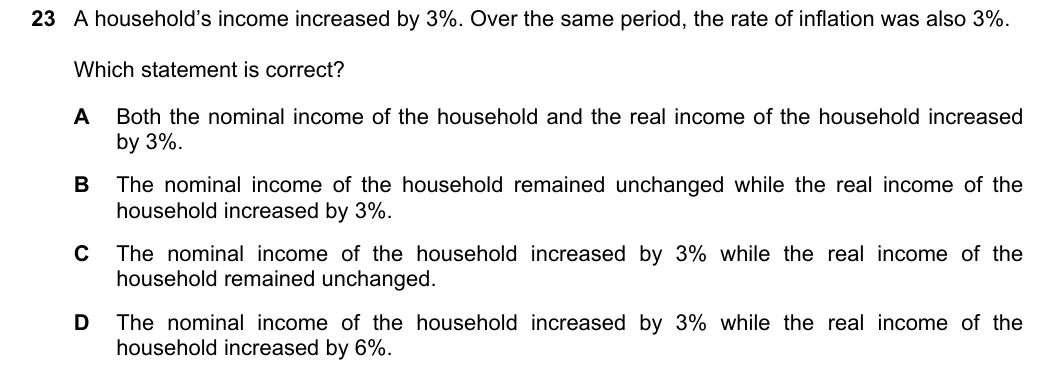 23 A household’s income increased by 3%. Over the same period, the rate of inflation was also 3%.
Which statement is correct?
A Both the nominal income of the household and the real income of the household increased
by 3%.
B The nominal income of the household remained unchanged while the real income of the
household increased by 3%.
C The nominal income of the household increased by 3% while the real income of the
household remained unchanged.
D The nominal income of the household increased by 3% while the real income of the
household increased by 6%.